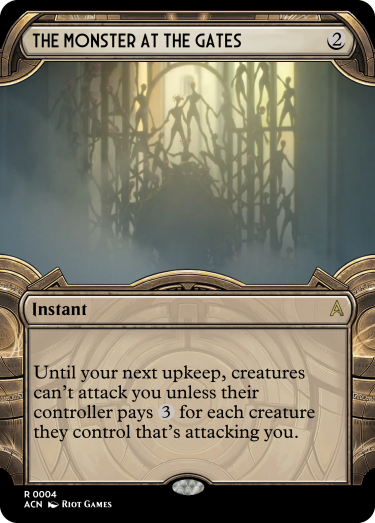 THE MONSTER AT THE GATES 2
Instant
Until your next upkeep, creatures
can't attack you unless their
controller pays 3 for each creature
they control that's attacking you.
R 0004
ACN RIOT GAMES